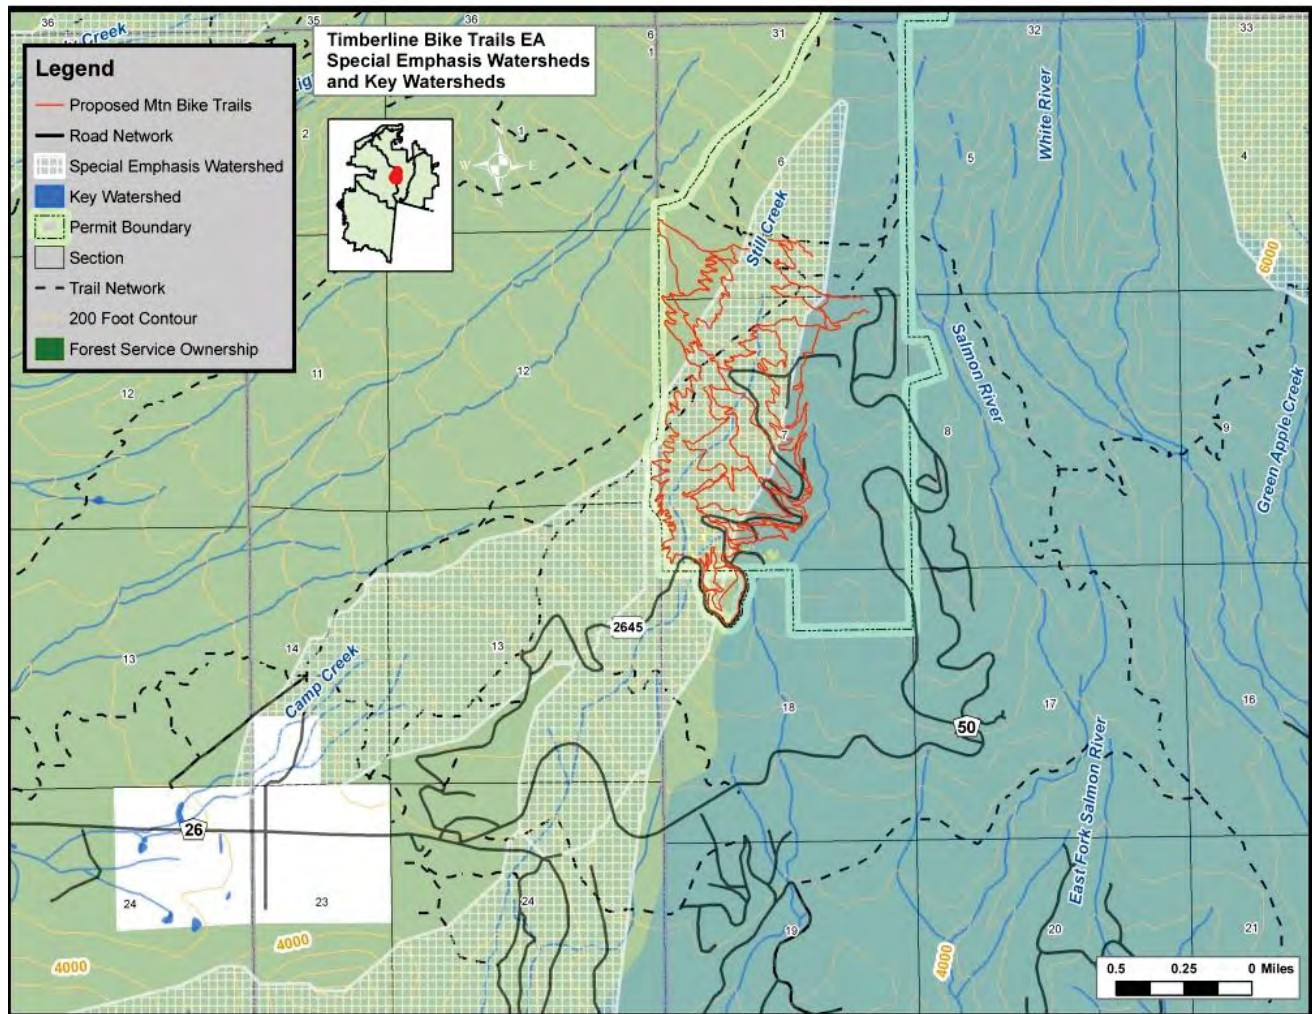 Timberline Bike Trails EA
Special Emphasis Watersheds
and Key Watersheds
Legend
Proposed Mtn Bike Trails
Road Network
Special Emphasis Watershed
Key Watershed
Permit Boundary
Section
Trail Network
200 Foot Contour
Forest Service Ownership
36
35
36
6
31
32
33
1
1
Creek
2
1
W
E
6
5
4
White River
Still Creek
6000
Salmon River
12
11
12
7
8
9
Green Apple Creek
2645
13
14
13
Camp Creek
18
17
16
50
East Fork Salmon River
26
24
23
24
19
20
21
4000
4000
4000
0.5
0.25
0 Miles